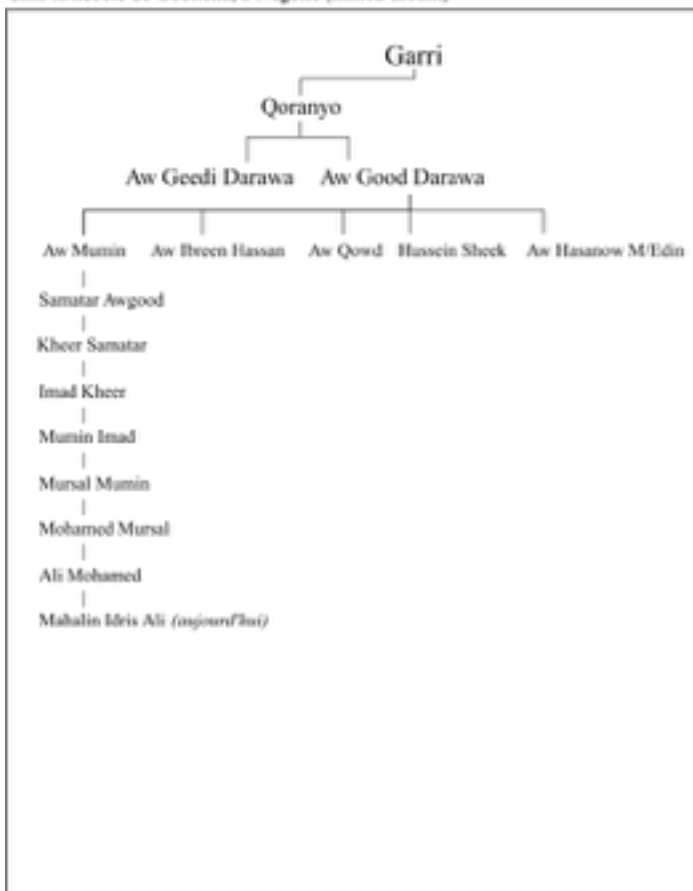 Garri
Qoranyo
Aw Geedi Darawa Aw Good Darawa
Aw Mumin Aw Ibreen Hassan Aw Qowd Hussein Sheek Aw Hasanow M/Edin
Samatar Awgood
Kheer Samatar
Imad Kheer
Mumin Imad
Mursal Mumin
Mohamed Mursal
Ali Mohamed
Mahalin Idris Ali (aujourd'hui)